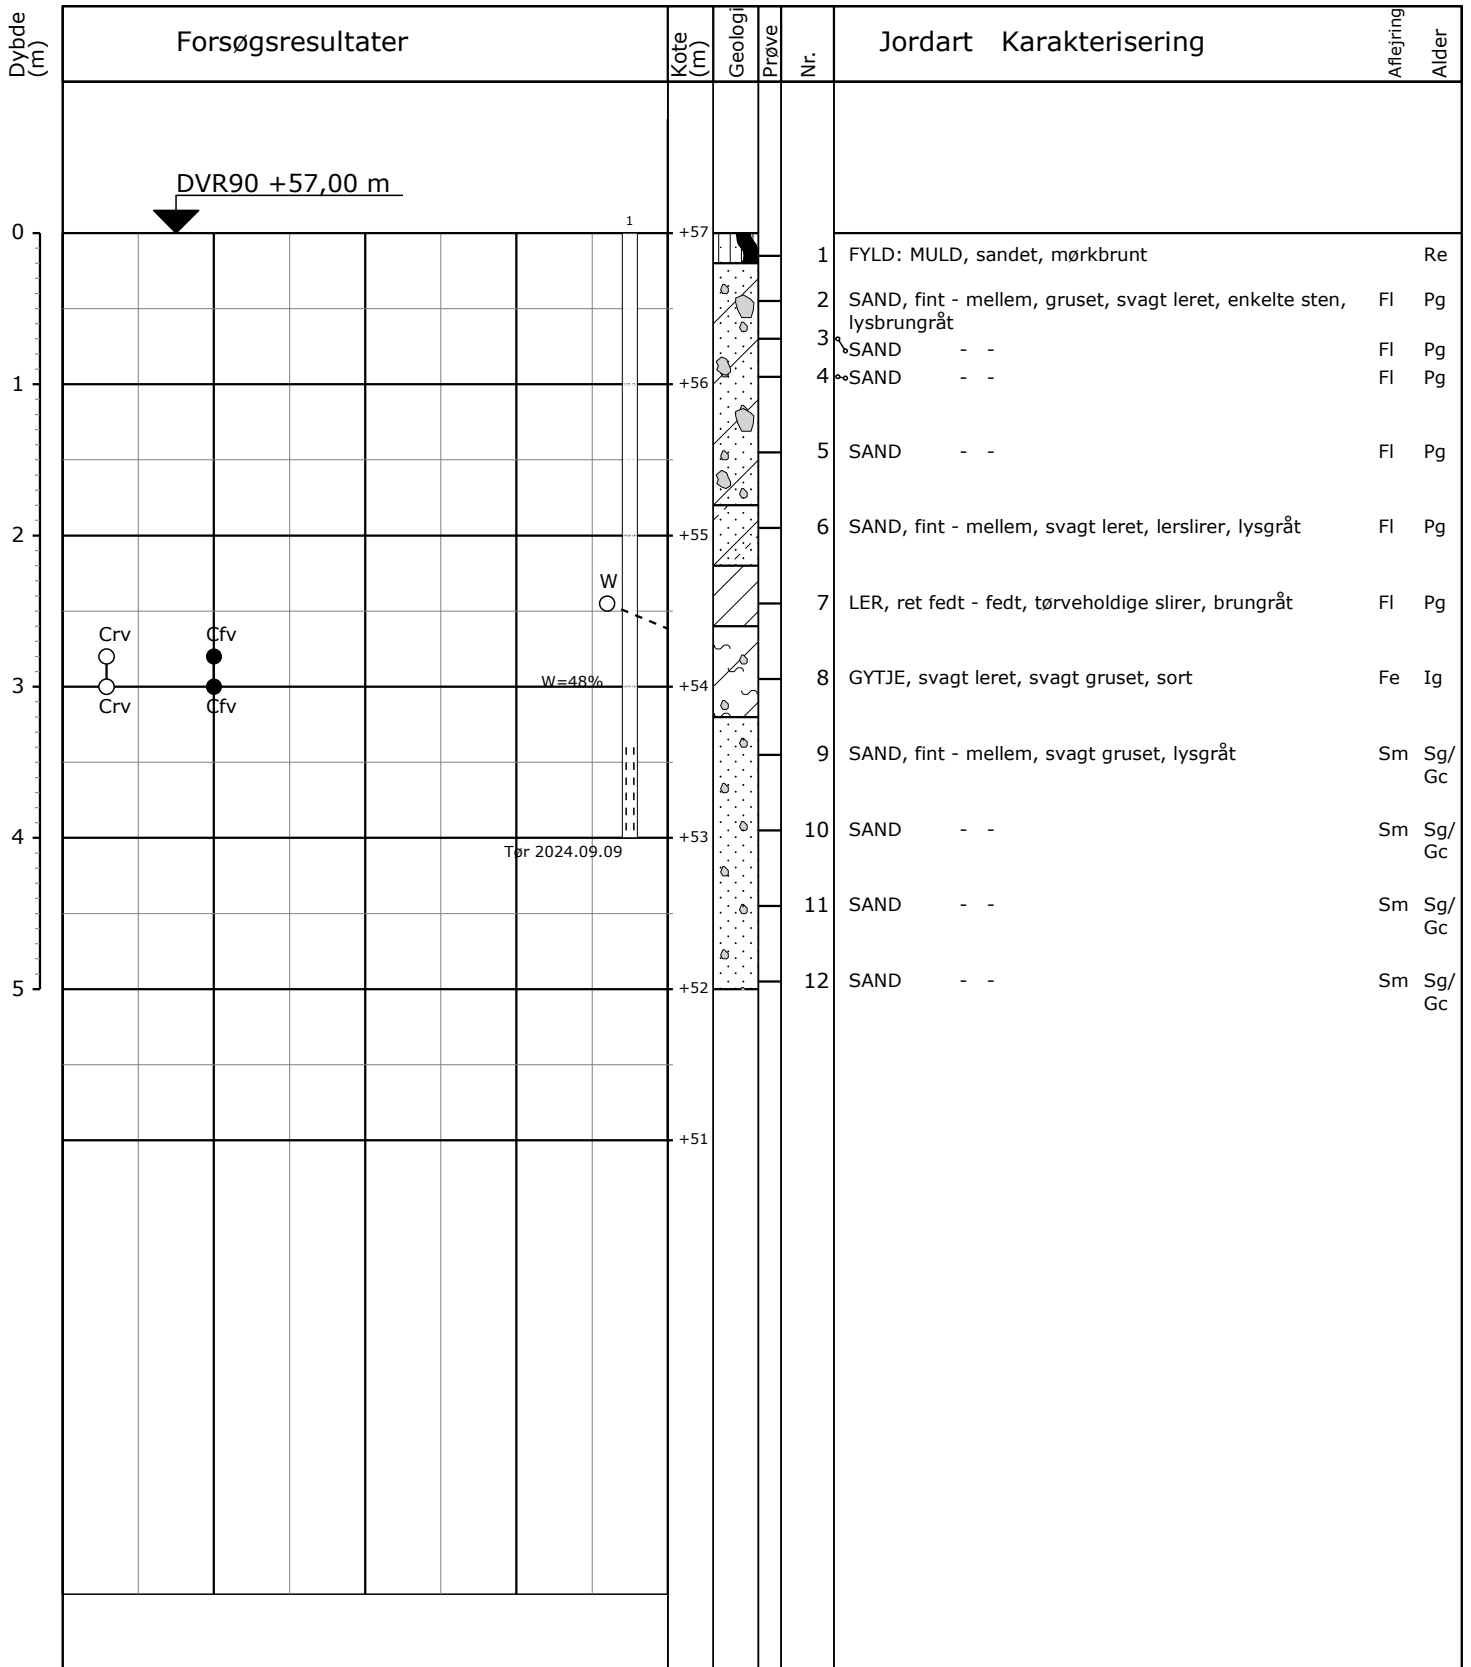 Dybde (m)
Forsøgsresultater
Kote (m)
Geologi
Prøve
Nr.
Jordart Karakterisering
Aflejring
Alder
DVR90 +57,00 m
1
0
+57
1 FYLD: MULD, sandet, mørkbrunt Re
2 SAND, fint - mellem, gruset, svagt leret, enkelte sten, Fl Pg
lysbrungråt
3 SAND - - Fl Pg
1
+56
4 SAND - - Fl Pg
5 SAND - - Fl Pg
2
+55
6 SAND, fint - mellem, svagt leret, lerslirer, lysgråt Fl Pg
W
7 LER, ret fedt - fedt, tørveholdige slirer, brungråt Fl Pg
Crv
Cfv
3
W=48%
+54
8 GYTJE, svagt leret, svagt gruset, sort Fe Ig
Crv
Cfv
9 SAND, fint - mellem, svagt gruset, lysgråt Sm Sg/
Gc
4
+53
10 SAND - - Sm Sg/
Gc
Tør 2024.09.09
11 SAND - - Sm Sg/
Gc
5
+52
12 SAND - - Sm Sg/
Gc
+51